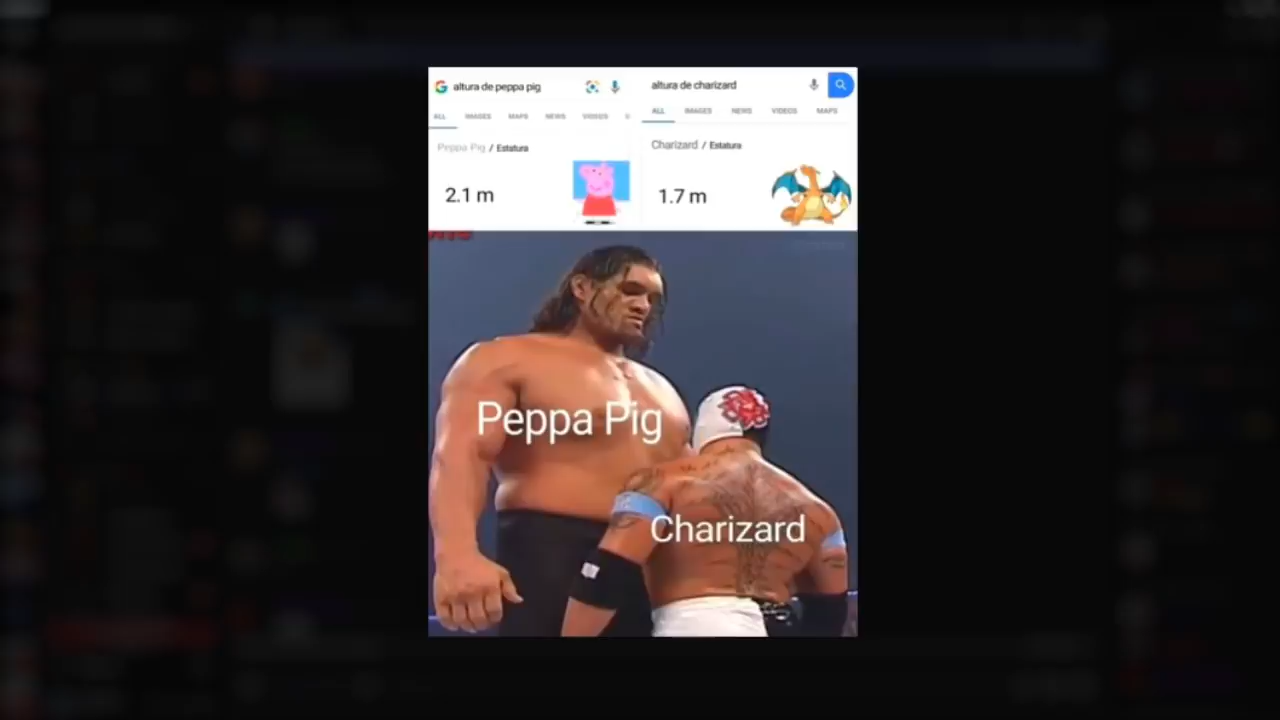 altura de peppa pig
ALL IMAGES MAPS NEWS VIDEOS
Peppa Pig / Estatura
2.1 m
altura de charizard
ALL IMAGES NEWS VIDEOS MAPS
Charizard / Estatura
1.7 m
Peppa Pig
Charizard